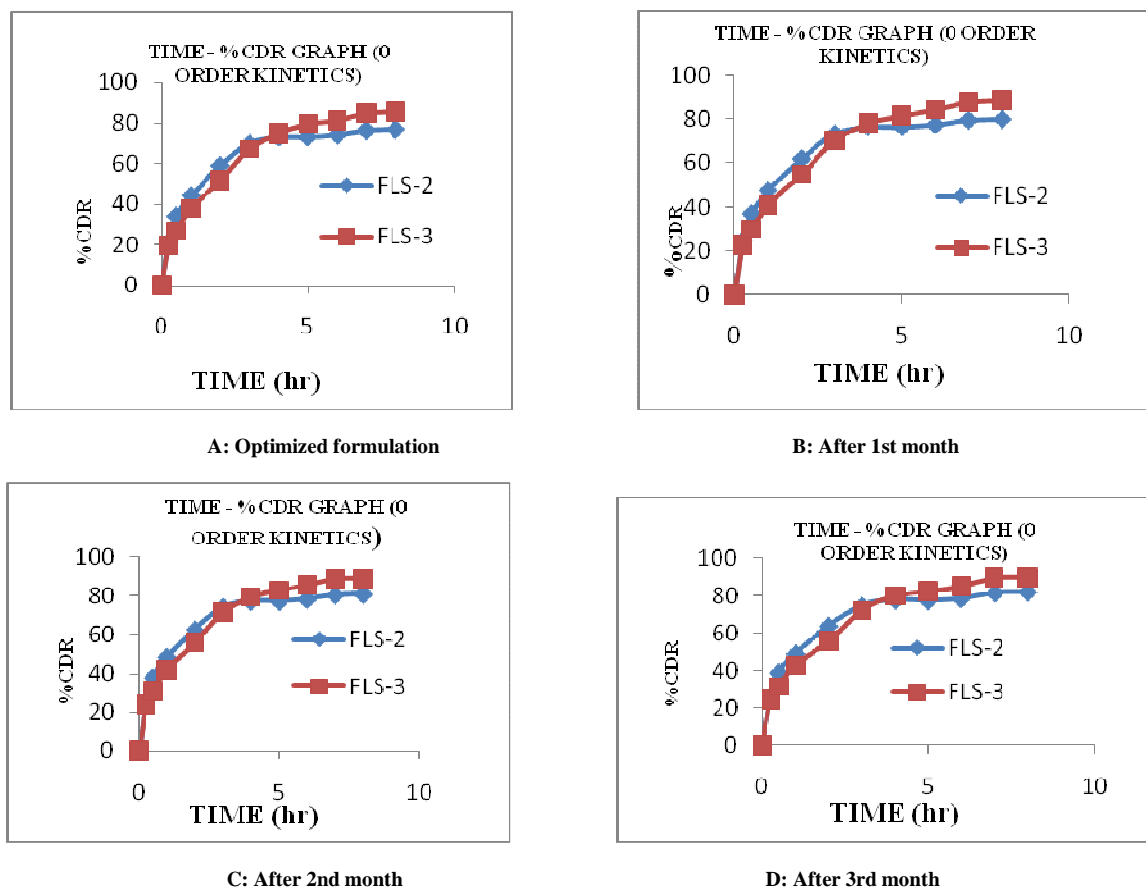 TIME - %CDR GRAPH (0
ORDER KINETICS)
100
80
60
40
20
0
%CDR
FLS-2
FLS-3
0
5
10
TIME (hr)
A: Optimized formulation
TIME - %CDR GRAPH (0 ORDER
KINETICS)
100
80
60
40
20
0
%CDR
FLS-2
FLS-3
0
5
10
TIME (hr)
B: After 1st month
TIME - %CDR GRAPH (0
ORDER KINETICS)
100
80
60
40
20
0
%CDR
FLS-2
FLS-3
0
5
10
TIME (hr)
C: After 2nd month
TIME - %CDR GRAPH (0
ORDER KINETICS)
100
80
60
40
20
0
%CDR
FLS-2
FLS-3
0
5
10
TIME (hr)
D: After 3rd month